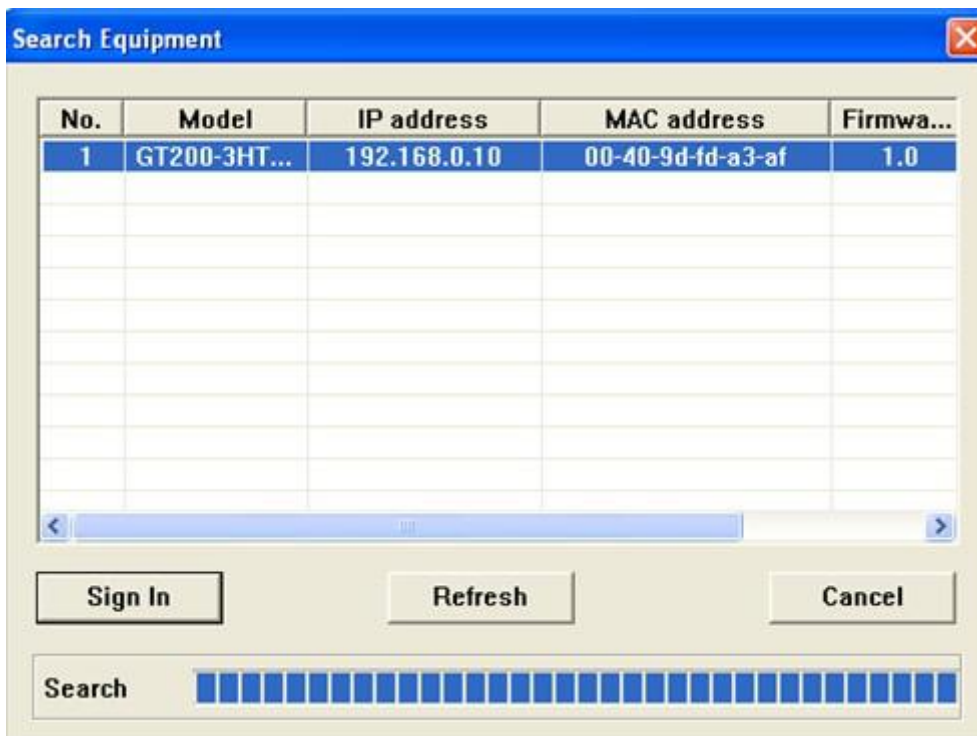 Search Equipment
No. Model IP address MAC address Firmwa...
1 GT200-3HT... 192.168.0.10 00-40-9d-fd-a3-af 1.0
Sign In Refresh Cancel
Search